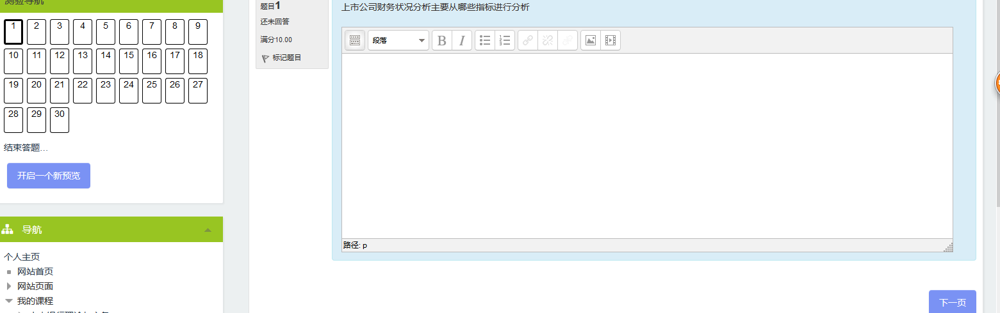 测验导航
1 2 3 4 5 6 7 8 9
10 11 12 13 14 15 16 17 18
19 20 21 22 23 24 25 26 27
28 29 30
结束答题...
开启一个新预览
导航
个人主页
网站首页
网站页面
我的课程
题目1
还未回答
满分10.00
标记题目
上市公司财务状况分析主要从哪些指标进行分析
段落 B I
路径: p
下一页